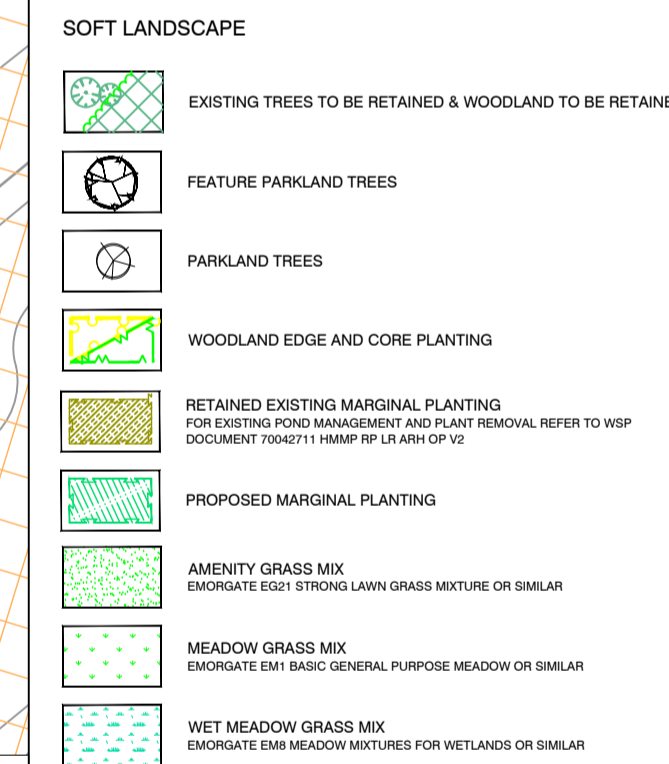 SOFT LANDSCAPE
EXISTING TREES TO BE RETAINED & WOODLAND TO BE RETAINE
FEATURE PARKLAND TREES
PARKLAND TREES
WOODLAND EDGE AND CORE PLANTING
RETAINED EXISTING MARGINAL PLANTING
FOR EXISTING POND MANAGEMENT AND PLANT REMOVAL REFER TO WSP
DOCUMENT 70042711 HMMP RP LR ARH OP V2
PROPOSED MARGINAL PLANTING
AMENITY GRASS MIX
EMORGATE EG21 STRONG LAWN GRASS MIXTURE OR SIMILAR
MEADOW GRASS MIX
EMORGATE EM1 BASIC GENERAL PURPOSE MEADOW OR SIMILAR
WET MEADOW GRASS MIX
EMORGATE EM8 MEADOW MIXTURES FOR WETLANDS OR SIMILAR